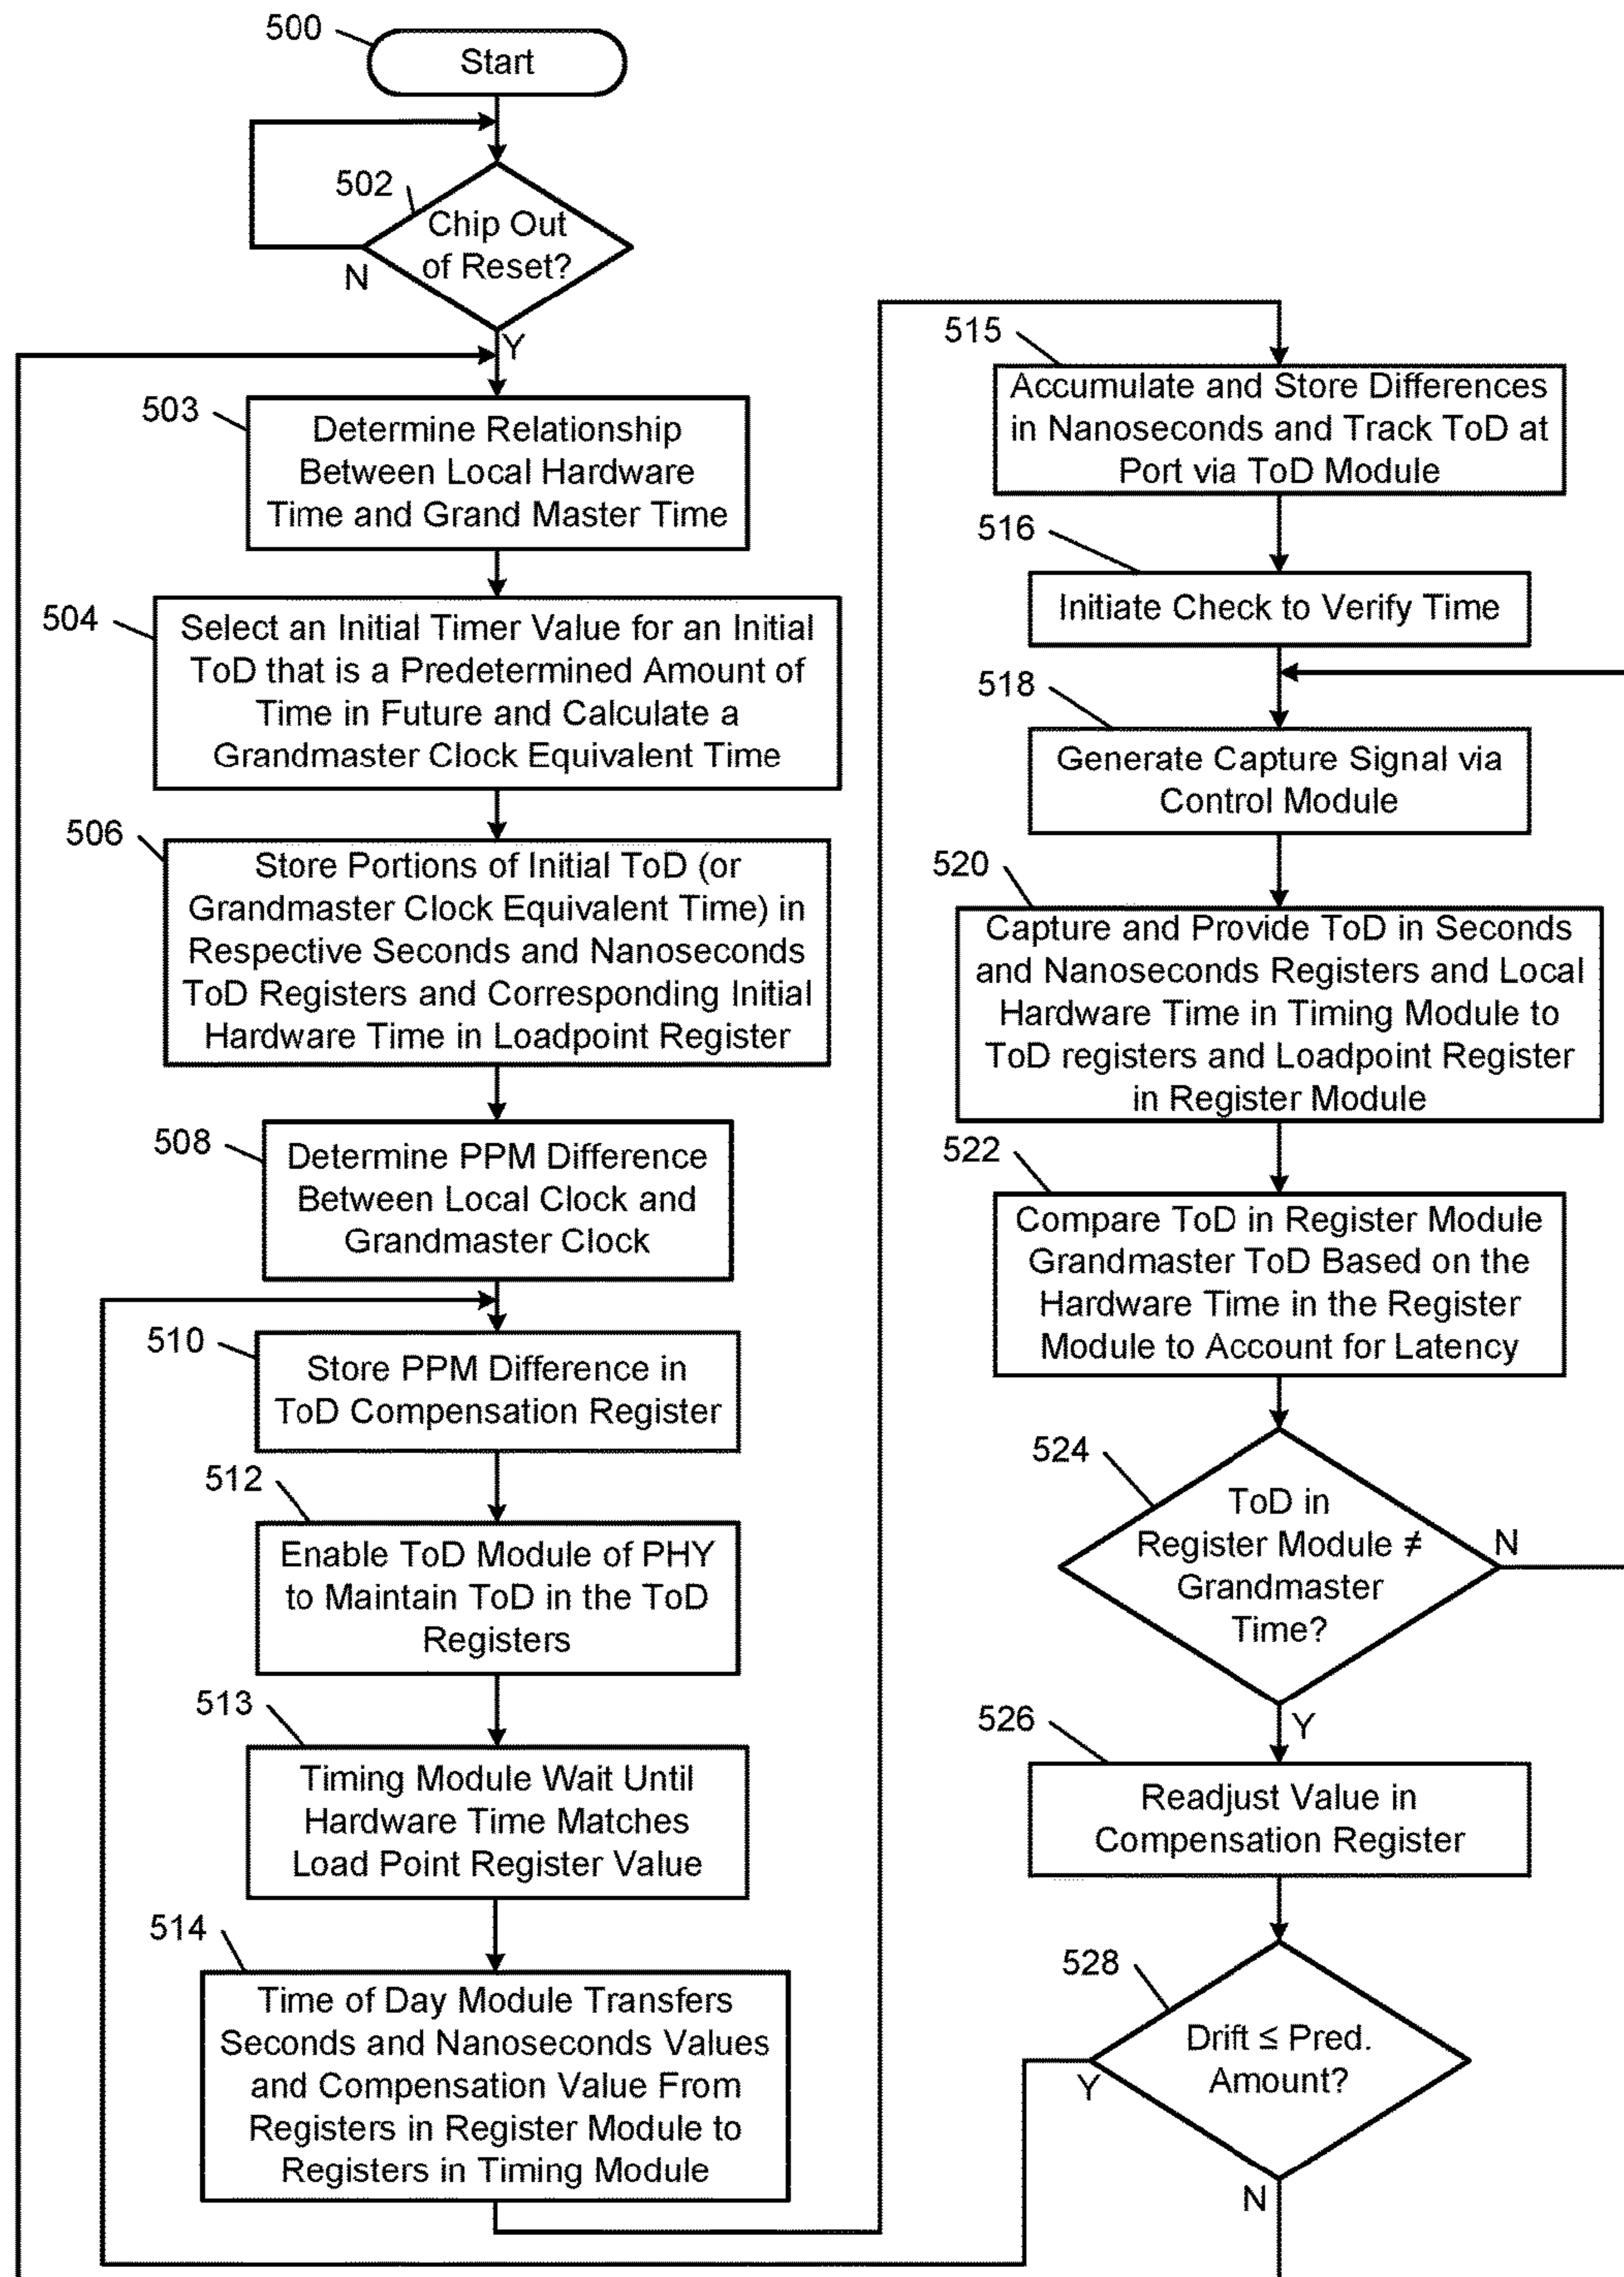 500
Start
502
Chip Out
of Reset?
N
Y
503
Determine Relationship
Between Local Hardware
Time and Grand Master Time
504
Select an Initial Timer Value for an Initial
ToD that is a Predetermined Amount of
Time in Future and Calculate a
Grandmaster Clock Equivalent Time
506
Store Portions of Initial ToD (or
Grandmaster Clock Equivalent Time) in
Respective Seconds and Nanoseconds
ToD Registers and Corresponding Initial
Hardware Time in Loadpoint Register
508
Determine PPM Difference
Between Local Clock and
Grandmaster Clock
510
Store PPM Difference in
ToD Compensation Register
512
Enable ToD Module of PHY
to Maintain ToD in the ToD
Registers
513
Timing Module Wait Until
Hardware Time Matches
Load Point Register Value
514
Time of Day Module Transfers
Seconds and Nanoseconds Values
and Compensation Value From
Registers in Register Module to
Registers in Timing Module
515
Accumulate and Store Differences
in Nanoseconds and Track ToD at
Port via ToD Module
516
Initiate Check to Verify Time
518
Generate Capture Signal via
Control Module
520
Capture and Provide ToD in Seconds
and Nanoseconds Registers and Local
Hardware Time in Timing Module to
ToD registers and Loadpoint Register
in Register Module
522
Compare ToD in Register Module
Grandmaster ToD Based on the
Hardware Time in the Register
Module to Account for Latency
524
ToD in
Register Module ≠
Grandmaster
Time?
N
Y
526
Readjust Value in
Compensation Register
528
Drift ≤ Pred.
Amount?
Y
N